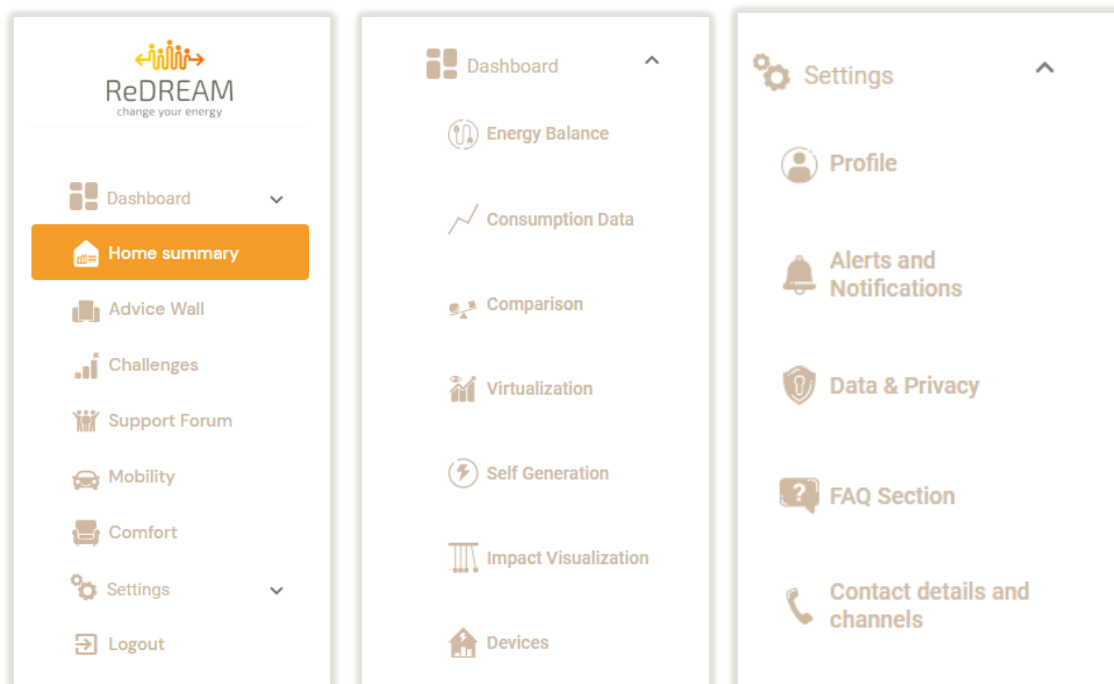 ReDREAM
change your energy
Dashboard
Home summary
Advice Wall
Challenges
Support Forum
Mobility
Comfort
Settings
Logout
Dashboard
Energy Balance
Consumption Data
Comparison
Virtualization
Self Generation
Impact Visualization
Devices
Settings
Profile
Alerts and
Notifications
Data & Privacy
?
FAQ Section
Contact details and
channels